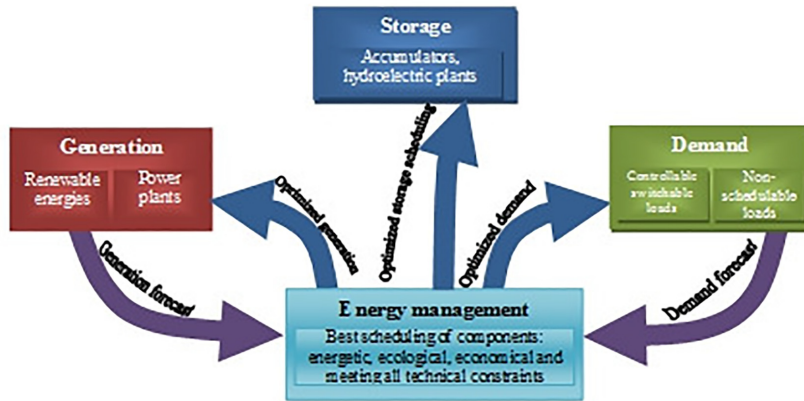 Storage
Accumulators,
hydroelectric plants
Generation
Renewable
energies
Power
plants
Demand
Controllable
switchable
loads
Non-
schedulable
loads
Optimized generation
Optimized storage scheduling
Optimized demand
Generation forecast
Demand forecast
Energy management
Best scheduling of components:
energetic, ecological, economical and
meeting all technical constraints